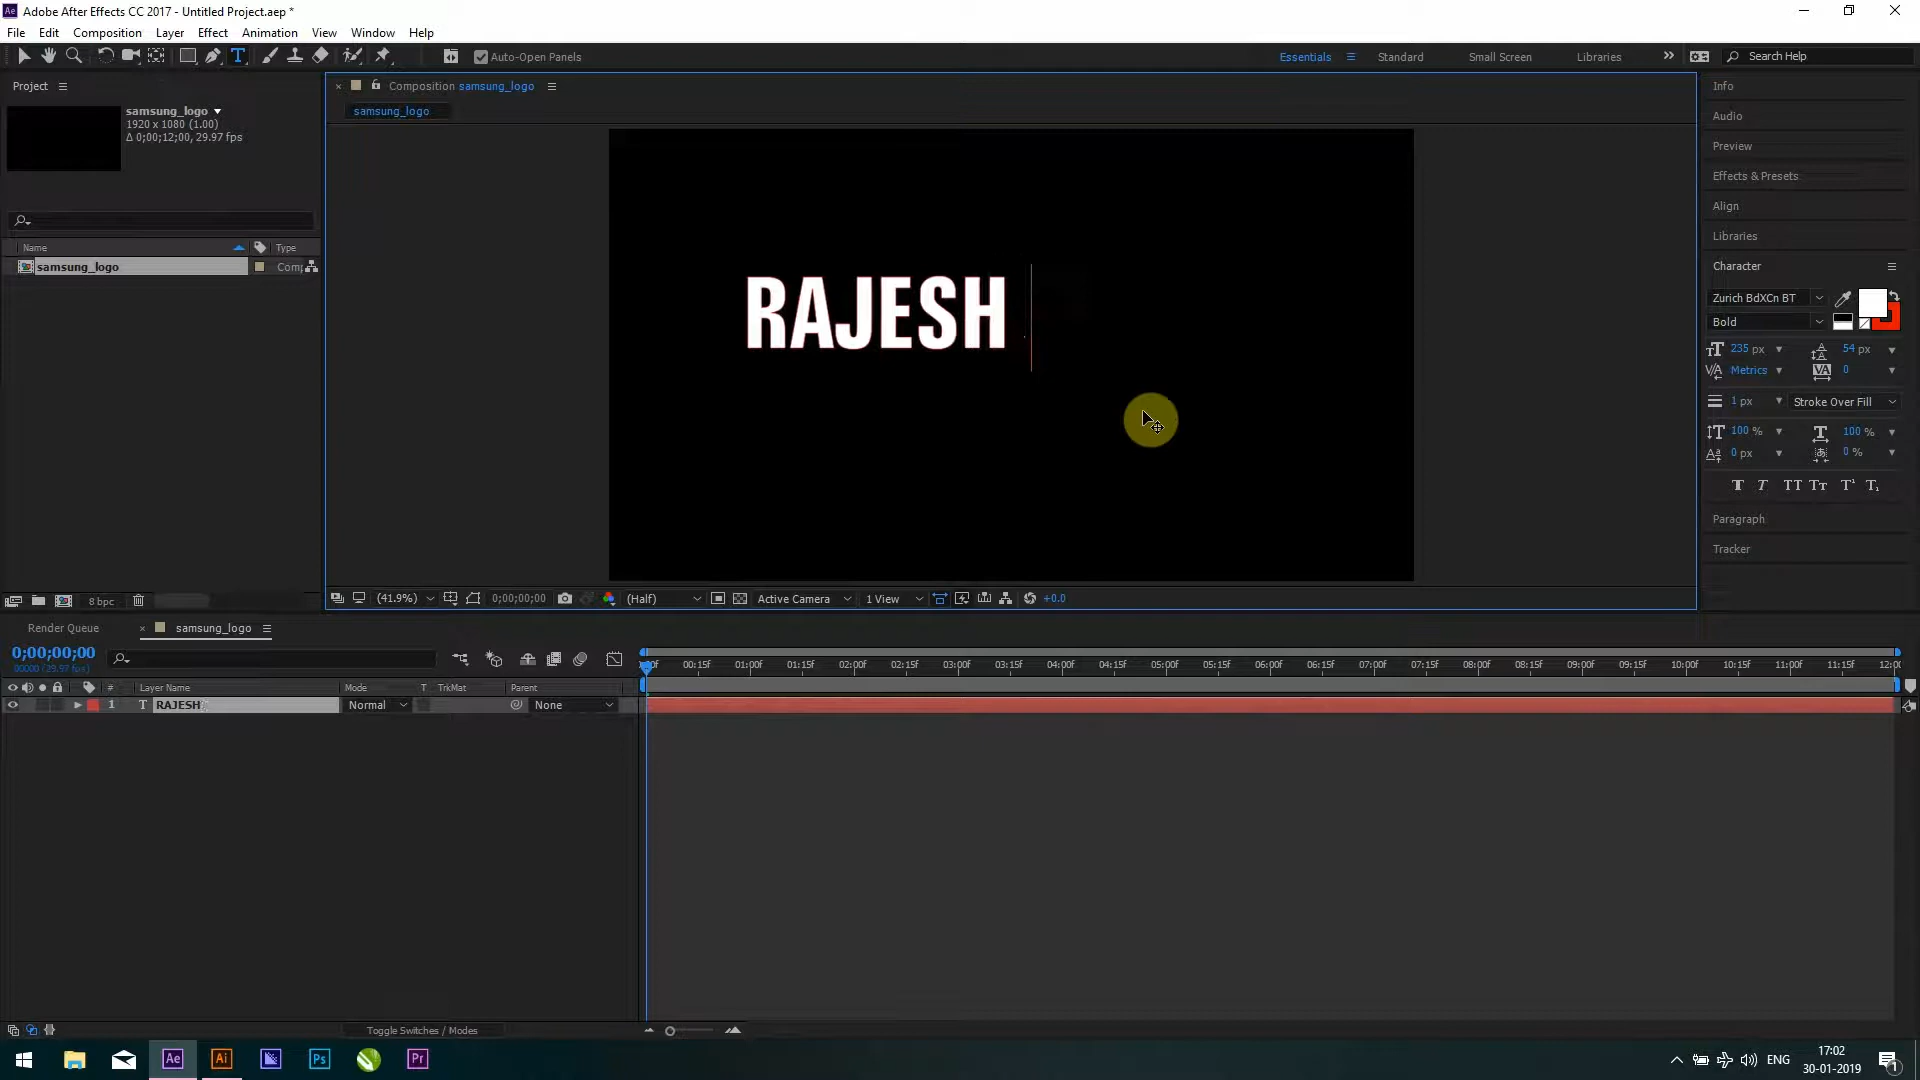 Adobe After Effects CC 2017 - Untitled Project.aep *
File Edit Composition Layer Effect Animation View Window Help
Auto-Open Panels Essentials Standard Small Screen Libraries Search Help
Project
samsung_logo
1920 x 1080 (1.00)
Δ 0;00;12;00, 29.97 fps
Name Type
samsung_logo
8 bpc
Composition samsung_logo
samsung_logo
RAJESH
(41.9%) 0;00;00;00 (Half) Active Camera 1 View +0.0
Info
Audio
Preview
Effects & Presets
Align
Libraries
Character
Zurich BdXCn BT
Bold
235 px 54 px
Metrics 0
1 px Stroke Over Fill
100 % 100 %
0 px 0 %
Paragraph
Tracker
Render Queue samsung_logo
0;00;00;00
00000 (29.97 fps)
00:15f 01:00f 01:15f 02:00f 02:15f 03:00f 03:15f 04:00f 04:15f 05:00f 05:15f 06:00f 06:15f 07:00f 07:15f 08:00f 08:15f 09:00f 09:15f 10:00f 10:15f 11:00f 11:15f
# Layer Name Mode T TrkMat Parent
1 T RAJESH Normal None
Toggle Switches / Modes
Ae Ai Ps Pr
ENG 17:02
30-01-2019